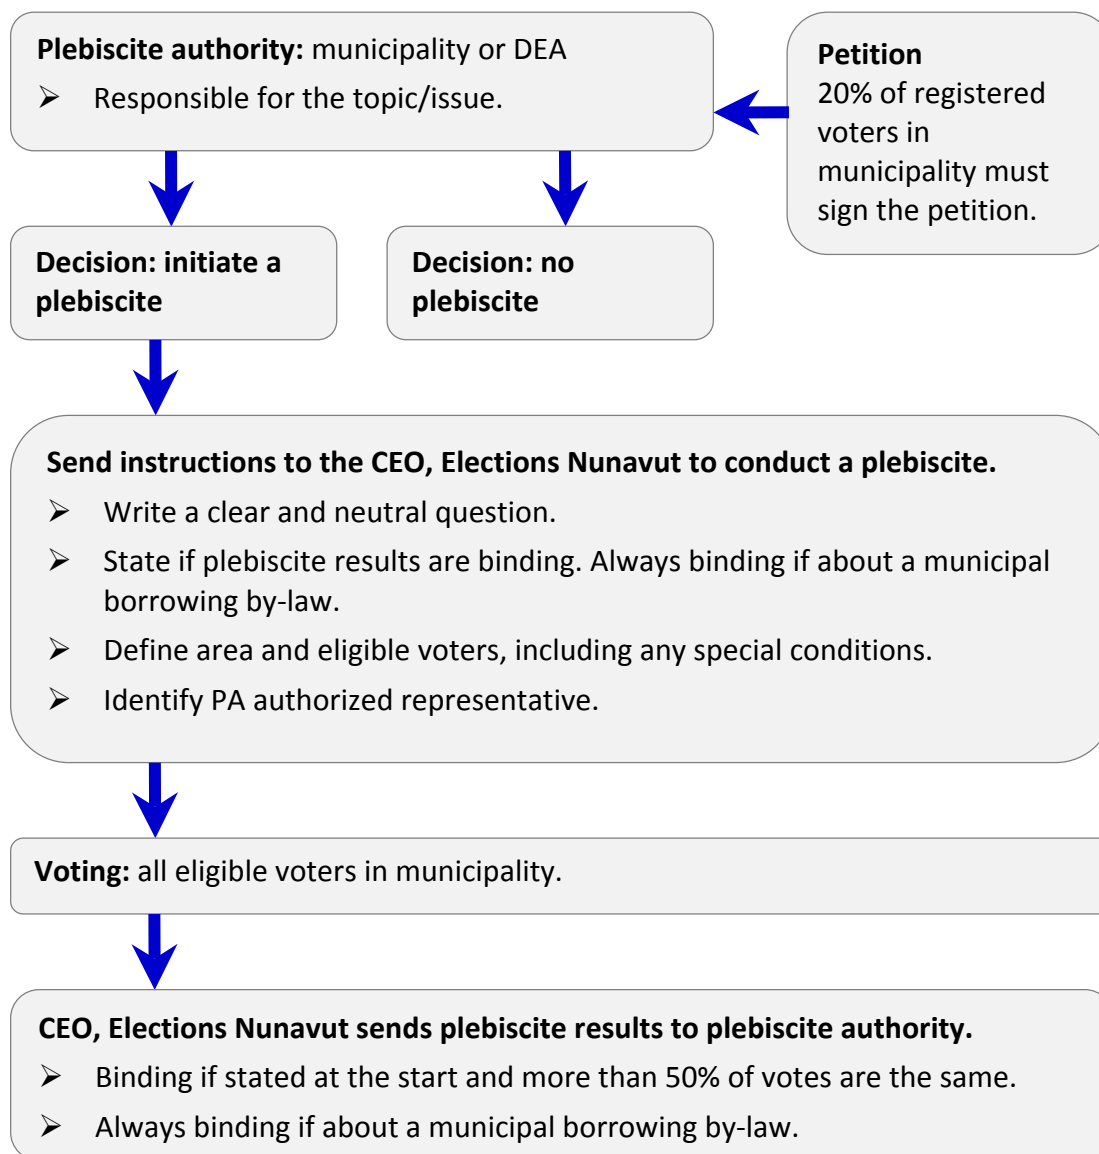 Plebiscite authority: municipality or DEA
➢ Responsible for the topic/issue.
Petition
20% of registered
voters in
municipality must
sign the petition.
Decision: initiate a
plebiscite
Decision: no
plebiscite
Send instructions to the CEO, Elections Nunavut to conduct a plebiscite.
➢ Write a clear and neutral question.
➢ State if plebiscite results are binding. Always binding if about a municipal
borrowing by-law.
➢ Define area and eligible voters, including any special conditions.
➢ Identify PA authorized representative.
Voting: all eligible voters in municipality.
CEO, Elections Nunavut sends plebiscite results to plebiscite authority.
➢ Binding if stated at the start and more than 50% of votes are the same.
➢ Always binding if about a municipal borrowing by-law.